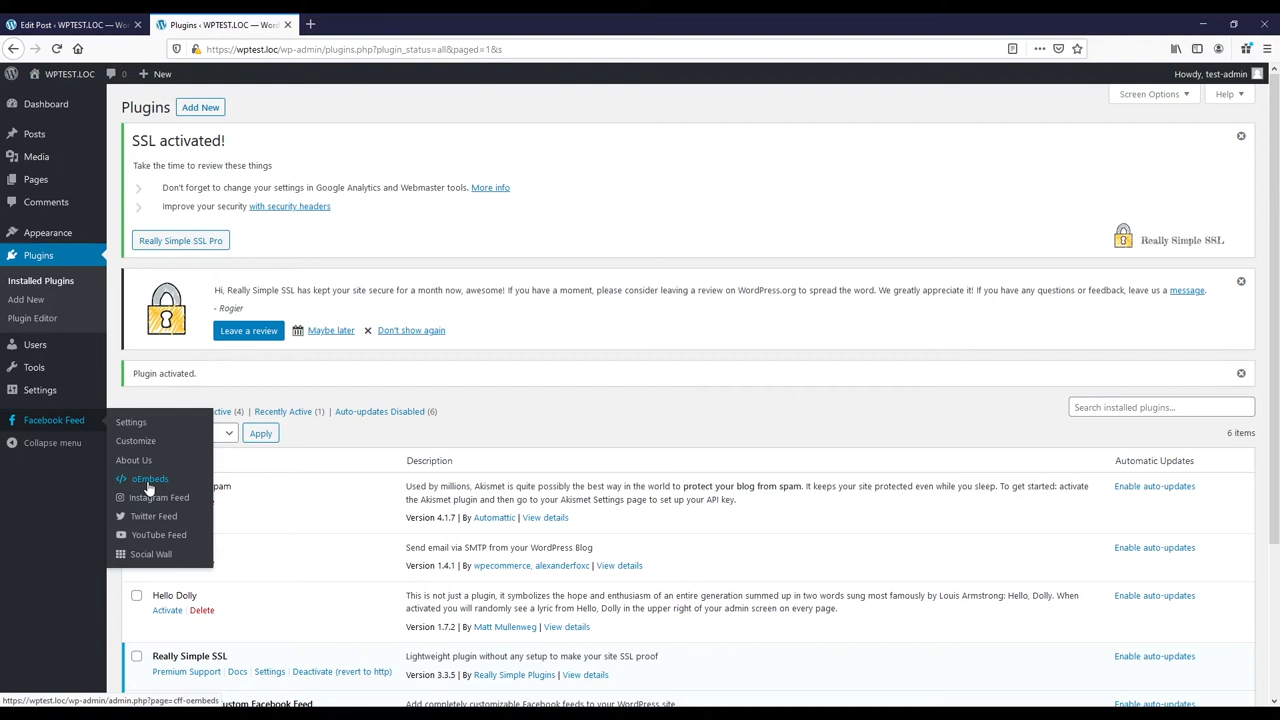 Edit Post ‹ WPTEST.LOC — Wo
Plugins ‹ WPTEST.LOC — Word
https://wptest.loc/wp-admin/plugins.php?plugin_status=all&paged=1&s
WPTEST.LOC
0
New
Howdy, test-admin
Dashboard
Posts
Media
Pages
Comments
Appearance
Plugins
Installed Plugins
Add New
Plugin Editor
Users
Tools
Settings
Facebook Feed
Collapse menu
Settings
Customize
About Us
oEmbeds
Instagram Feed
Twitter Feed
YouTube Feed
Social Wall
Screen Options
Help
Plugins
Add New
SSL activated!
Take the time to review these things
Don't forget to change your settings in Google Analytics and Webmaster tools. More info
Improve your security with security headers
Really Simple SSL Pro
Really Simple SSL
Hi, Really Simple SSL has kept your site secure for a month now, awesome! If you have a moment, please consider leaving a review on WordPress.org to spread the word. We greatly appreciate it! If you have any questions or feedback, leave us a message.
- Rogier
Leave a review
Maybe later
Don't show again
Plugin activated.
ctive (4) | Recently Active (1) | Auto-updates Disabled (6)
Search installed plugins...
Apply
6 items
Description
Automatic Updates
pam
Used by millions, Akismet is quite possibly the best way in the world to protect your blog from spam. It keeps your site protected even while you sleep. To get started: activate
the Akismet plugin and then go to your Akismet Settings page to set up your API key.
Version 4.1.7 | By Automattic | View details
Enable auto-updates
Send email via SMTP from your WordPress Blog
Version 1.4.1 | By wpecommerce, alexanderfoxc | View details
Enable auto-updates
Hello Dolly
Activate | Delete
This is not just a plugin, it symbolizes the hope and enthusiasm of an entire generation summed up in two words sung most famously by Louis Armstrong: Hello, Dolly. When
activated you will randomly see a lyric from Hello, Dolly in the upper right of your admin screen on every page.
Version 1.7.2 | By Matt Mullenweg | View details
Enable auto-updates
Really Simple SSL
Premium Support | Docs | Settings | Deactivate (revert to http)
Lightweight plugin without any setup to make your site SSL proof
Version 3.3.5 | By Really Simple Plugins | View details
Enable auto-updates
ustom Facebook Feed
Add completely customizable Facebook feeds to your WordPress site
https://wptest.loc/wp-admin/admin.php?page=cff-oembeds